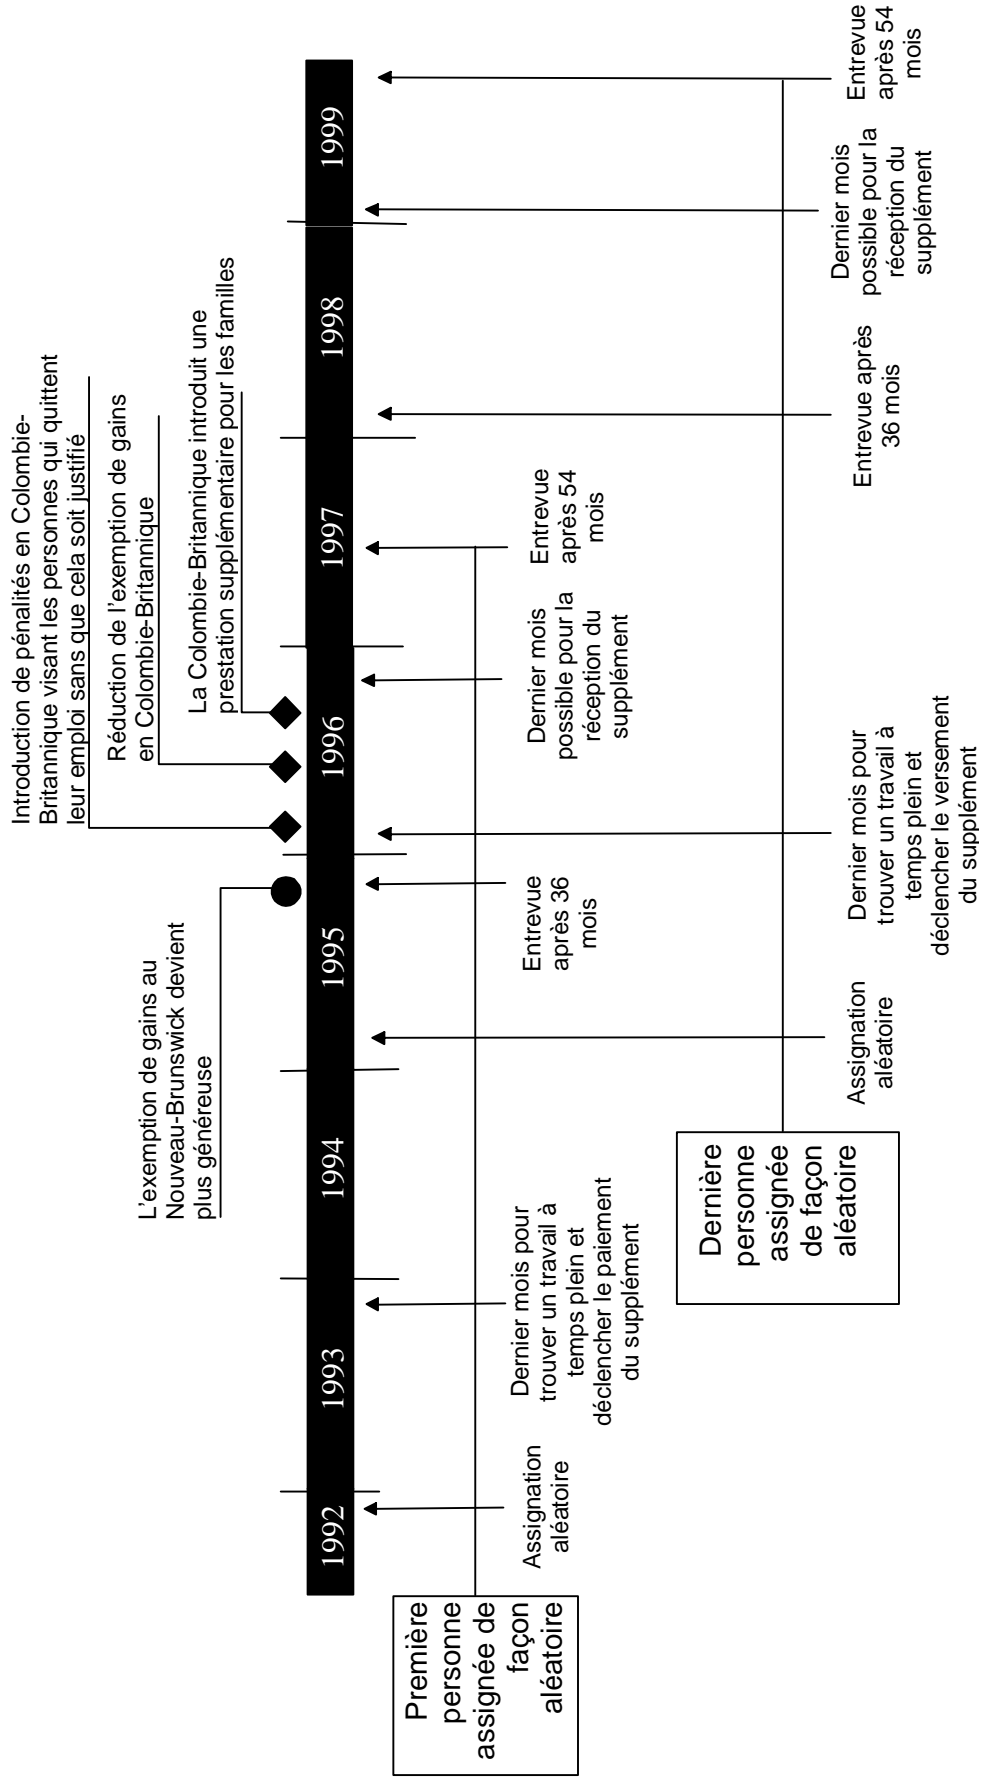 Introduction de pénalités en Colombie-
Britannique visant les personnes qui quittent
leur emploi sans que cela soit justifié
Réduction de l'exemption de gains
en Colombie-Britannique
La Colombie-Britannique introduit une
prestation supplémentaire pour les familles
L'exemption de gains au
Nouveau-Brunswick devient
plus généreuse
1992
1993
1994
1995
1996
1997
1998
1999
Première
personne
assignée de
façon
aléatoire
Assignation
aléatoire
Dernier mois pour
trouver un travail à
temps plein et
déclencher le paiement
du supplément
Entrevue
après 36
mois
Dernier mois
possible pour la
réception du
supplément
Entrevue
après 54
mois
Dernière
personne
assignée
de façon
aléatoire
Assignation
aléatoire
Dernier mois pour
trouver un travail à
temps plein et
déclencher le versement
du supplément
Entrevue après
36 mois
Dernier mois
possible pour la
réception du
supplément
Entrevue
après 54
mois